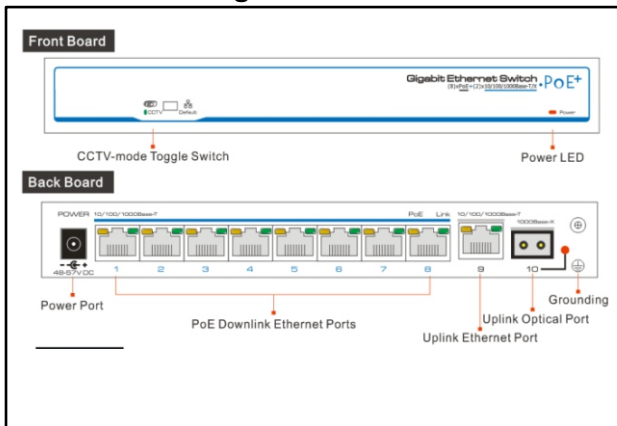 Front Board
Gigabit Ethernet Switch • PoE+
(8)xPoE+(2)x10/100/1000Base-T/X
CCTV Default
Power
CCTV-mode Toggle Switch
Power LED
Back Board
POWER 10/100/1000Base-T PoE Link 10/100/1000Base-T
1000Base-X
- +
48-57V DC
1 2 3 4 5 6 7 8 9 10
Grounding
Power Port
Uplink Optical Port
PoE Downlink Ethernet Ports
Uplink Ethernet Port